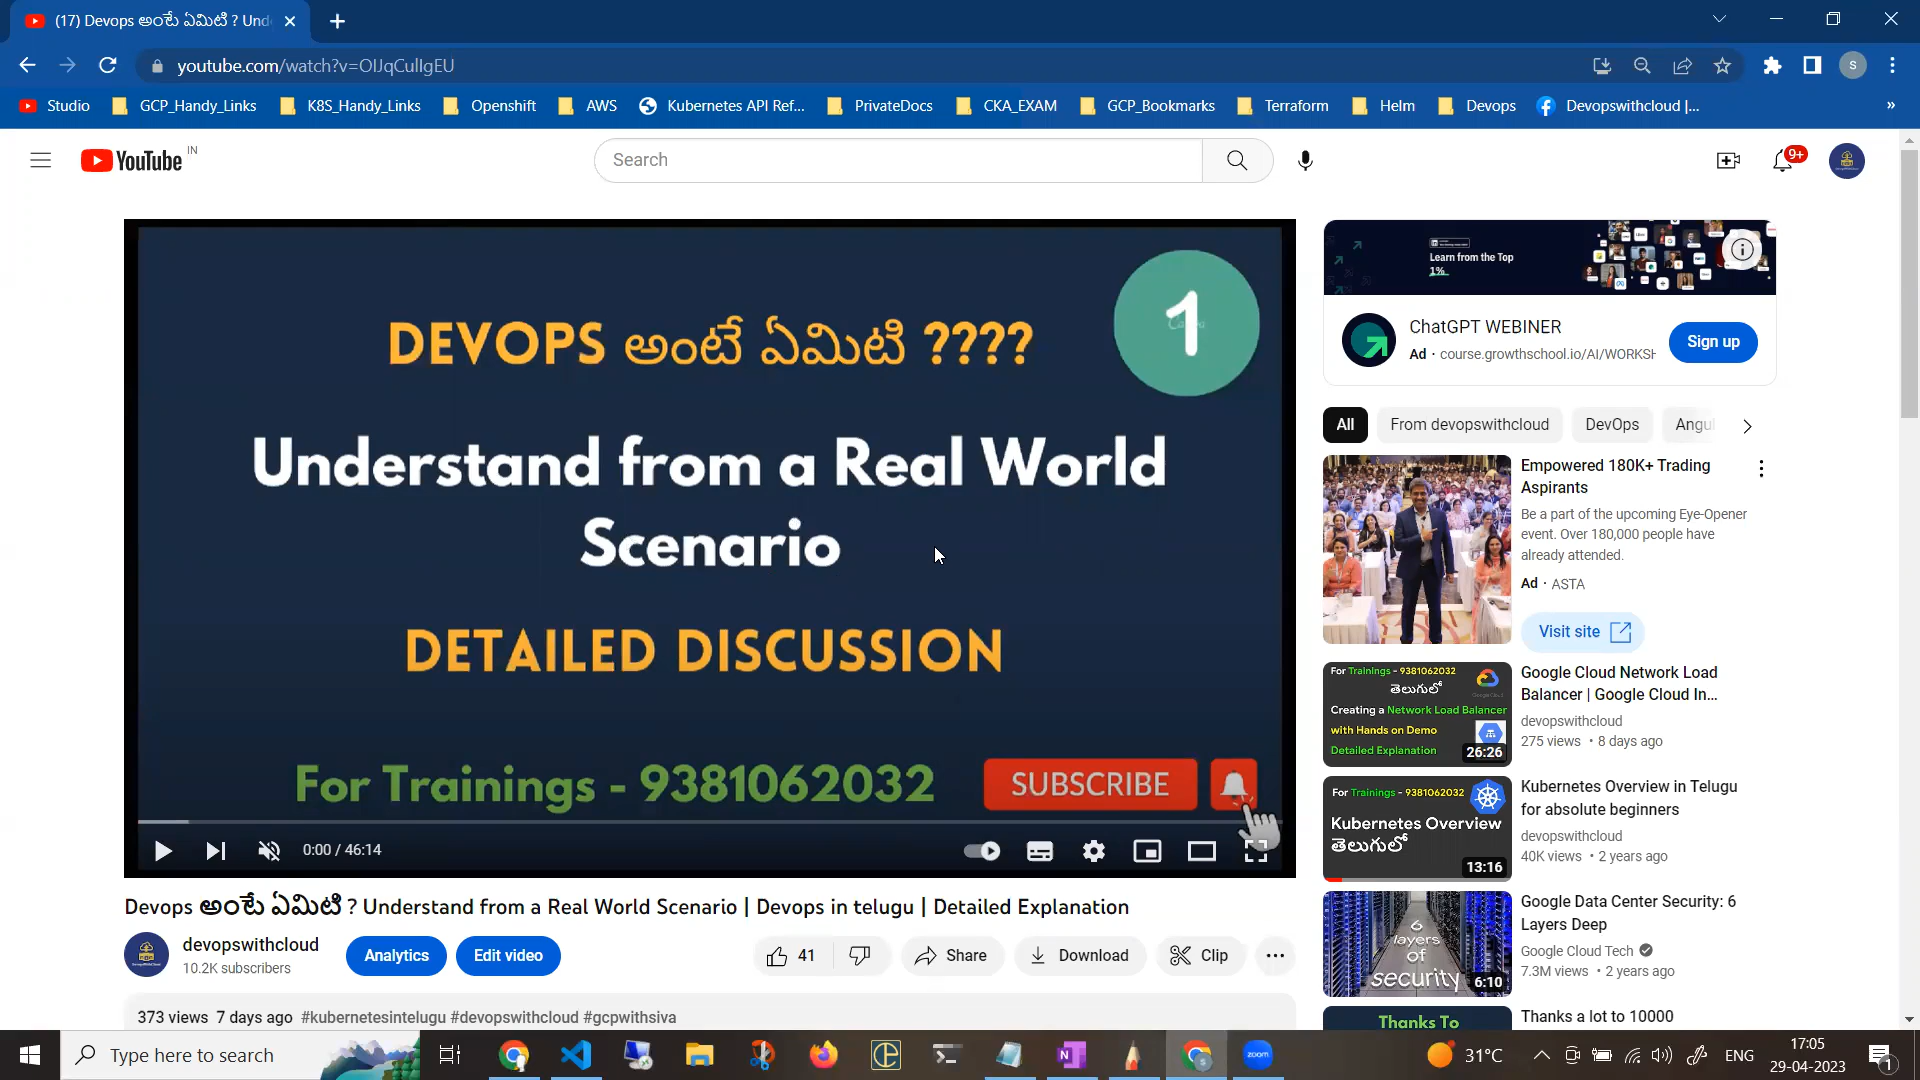 (17) Devops అంటే ఏమిటి ? Und
youtube.com/watch?v=OIJqCulIgEU
Studio GCP_Handy_Links K8S_Handy_Links Openshift AWS Kubernetes API Ref... PrivateDocs CKA_EXAM GCP_Bookmarks Terraform Helm Devops Devopswithcloud |... »
YouTube IN
Search
9+
DEVOPS అంటే ఏమిటి ????
1
Understand from a Real World
Scenario
DETAILED DISCUSSION
For Trainings - 9381062032
SUBSCRIBE
0:00 / 46:14
Devops అంటే ఏమిటి ? Understand from a Real World Scenario | Devops in telugu | Detailed Explanation
devopswithcloud
10.2K subscribers
Analytics
Edit video
41
Share
Download
Clip
373 views 7 days ago #kubernetesintelugu #devopswithcloud #gcpwithsiva
Learn from the Top
1%
ChatGPT WEBINER
Ad · course.growthschool.io/AI/WORKSH
Sign up
All From devopswithcloud DevOps Angul
Empowered 180K+ Trading
Aspirants
Be a part of the upcoming Eye-Opener
event. Over 180,000 people have
already attended.
Ad · ASTA
Visit site
For Trainings - 9381062032
తెలుగులో
Creating a Network Load Balancer
with Hands on Demo
Detailed Explanation
26:26
Google Cloud Network Load
Balancer | Google Cloud In...
devopswithcloud
275 views • 8 days ago
For Trainings - 9381062032
Kubernetes Overview
తెలుగులో
13:16
Kubernetes Overview in Telugu
for absolute beginners
devopswithcloud
40K views • 2 years ago
6
layers
of
security
6:10
Google Data Center Security: 6
Layers Deep
Google Cloud Tech
7.3M views • 2 years ago
Thanks To
Thanks a lot to 10000
Type here to search
zoom
31°C
ENG
17:05
29-04-2023
1